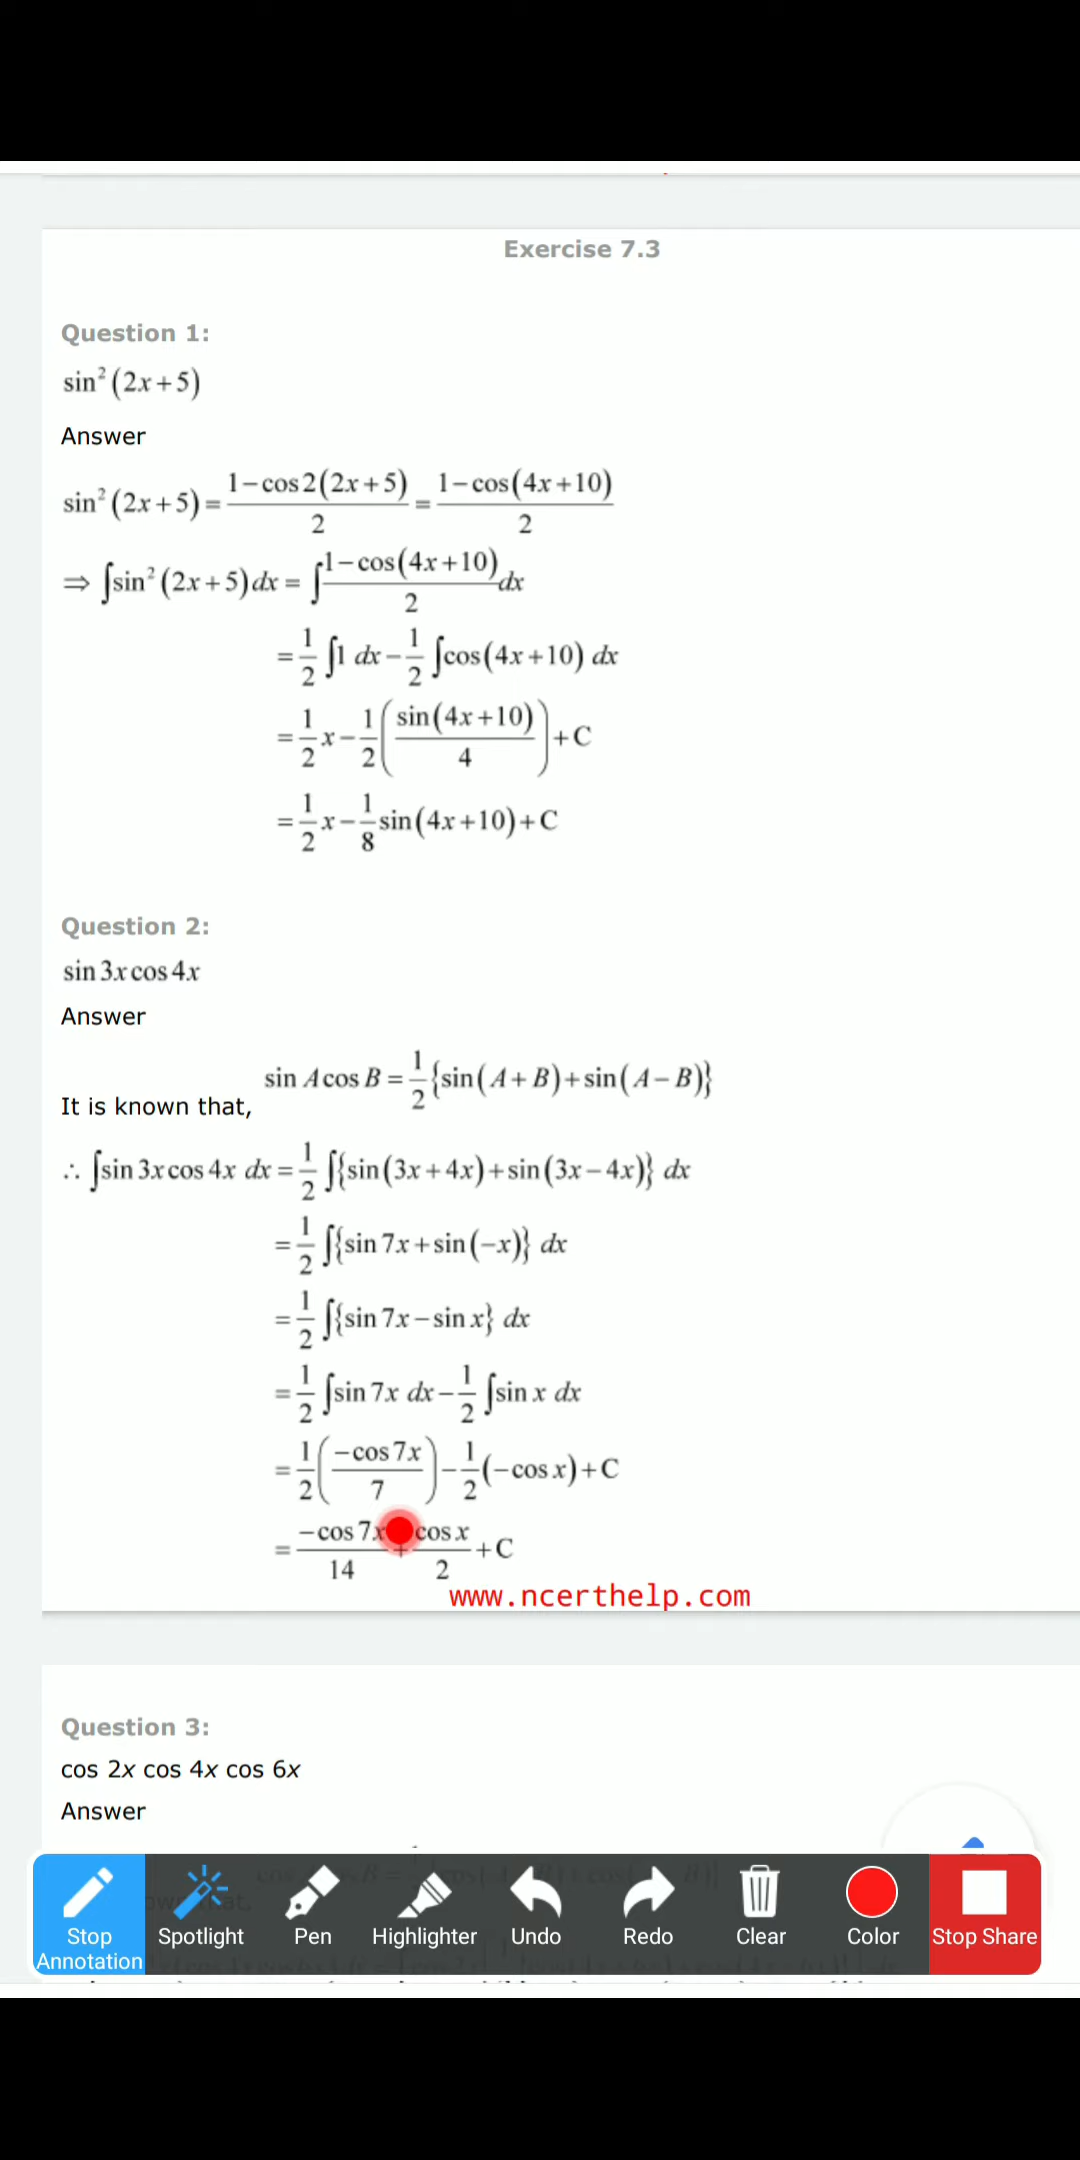 Exercise 7.3
Question 1:
sin²(2x+5)
Answer
sin²(2x+5) = (1−cos2(2x+5))/2 = (1−cos(4x+10))/2
⇒ ∫sin²(2x+5)dx = ∫(1−cos(4x+10))/2 dx
= 1/2 ∫1 dx − 1/2 ∫cos(4x+10) dx
= 1/2 x − 1/2 (sin(4x+10)/4) + C
= 1/2 x − 1/8 sin(4x+10) + C
Question 2:
sin 3x cos 4x
Answer
It is known that, sin A cos B = 1/2 {sin(A+B)+sin(A−B)}
∴ ∫sin 3x cos 4x dx = 1/2 ∫{sin(3x+4x)+sin(3x−4x)} dx
= 1/2 ∫{sin 7x + sin(−x)} dx
= 1/2 ∫{sin 7x − sin x} dx
= 1/2 ∫sin 7x dx − 1/2 ∫sin x dx
= 1/2 (−cos 7x/7) − 1/2 (−cos x) + C
= −cos 7x/14 + cos x/2 + C
www.ncerthelp.com
Question 3:
cos 2x cos 4x cos 6x
Answer
Stop Annotation
Spotlight
Pen
Highlighter
Undo
Redo
Clear
Color
Stop Share